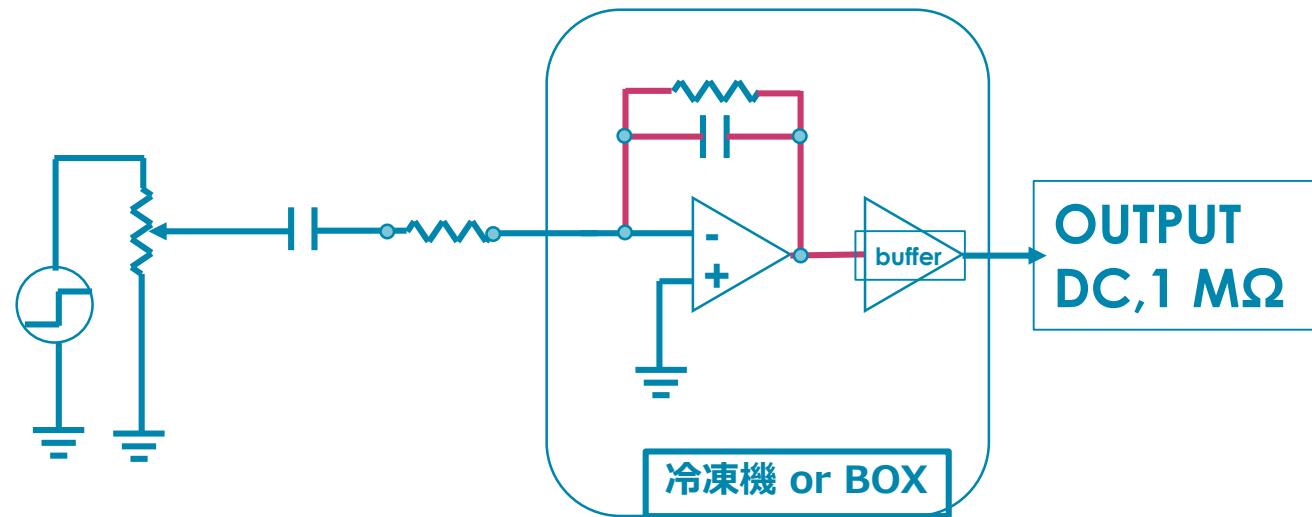 -
+
buffer
OUTPUT
DC,1 MΩ
冷凍機 or BOX